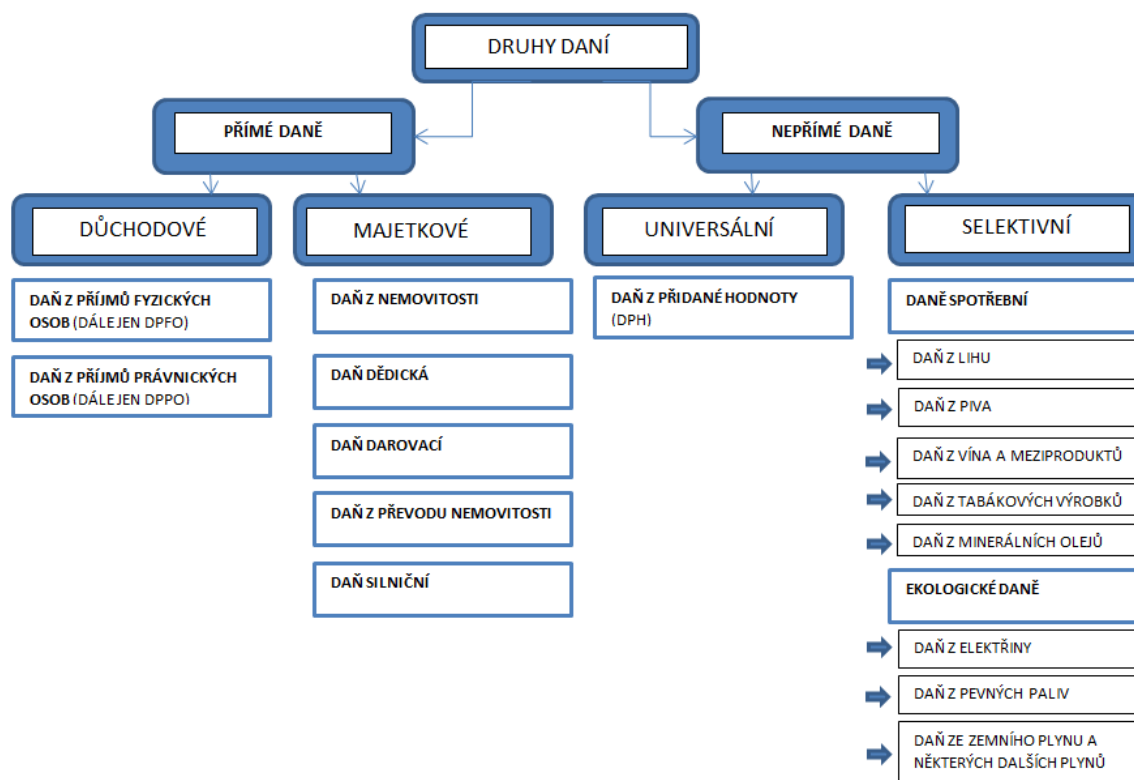 DRUHY DANÍ
PŘÍMÉ DANĚ
NEPŘÍMÉ DANĚ
DŮCHODOVÉ
MAJETKOVÉ
UNIVERSÁLNÍ
SELEKTIVNÍ
DAŇ Z PŘÍJMŮ FYZICKÝCH
OSOB (DÁLE JEN DPFO)
DAŇ Z PŘÍJMŮ PRÁVNICKÝCH
OSOB (DÁLE JEN DPPO)
DAŇ Z NEMOVITOSTI
DAŇ DĚDICKÁ
DAŇ DAROVACÍ
DAŇ Z PŘEVODU NEMOVITOSTI
DAŇ SILNIČNÍ
DAŇ Z PŘIDANÉ HODNOTY
(DPH)
DANĚ SPOTŘEBNÍ
DAŇ Z LIHU
DAŇ Z PIVA
DAŇ Z VÍNA A MEZIPRODUKTŮ
DAŇ Z TABÁKOVÝCH VÝROBKŮ
DAŇ Z MINERÁLNÍCH OLEJŮ
EKOLOGICKÉ DANĚ
DAŇ Z ELEKTŘINY
DAŇ Z PEVNÝCH PALIV
DAŇ ZE ZEMNÍHO PLYNU A
NĚKTERÝCH DALŠÍCH PLYNŮ